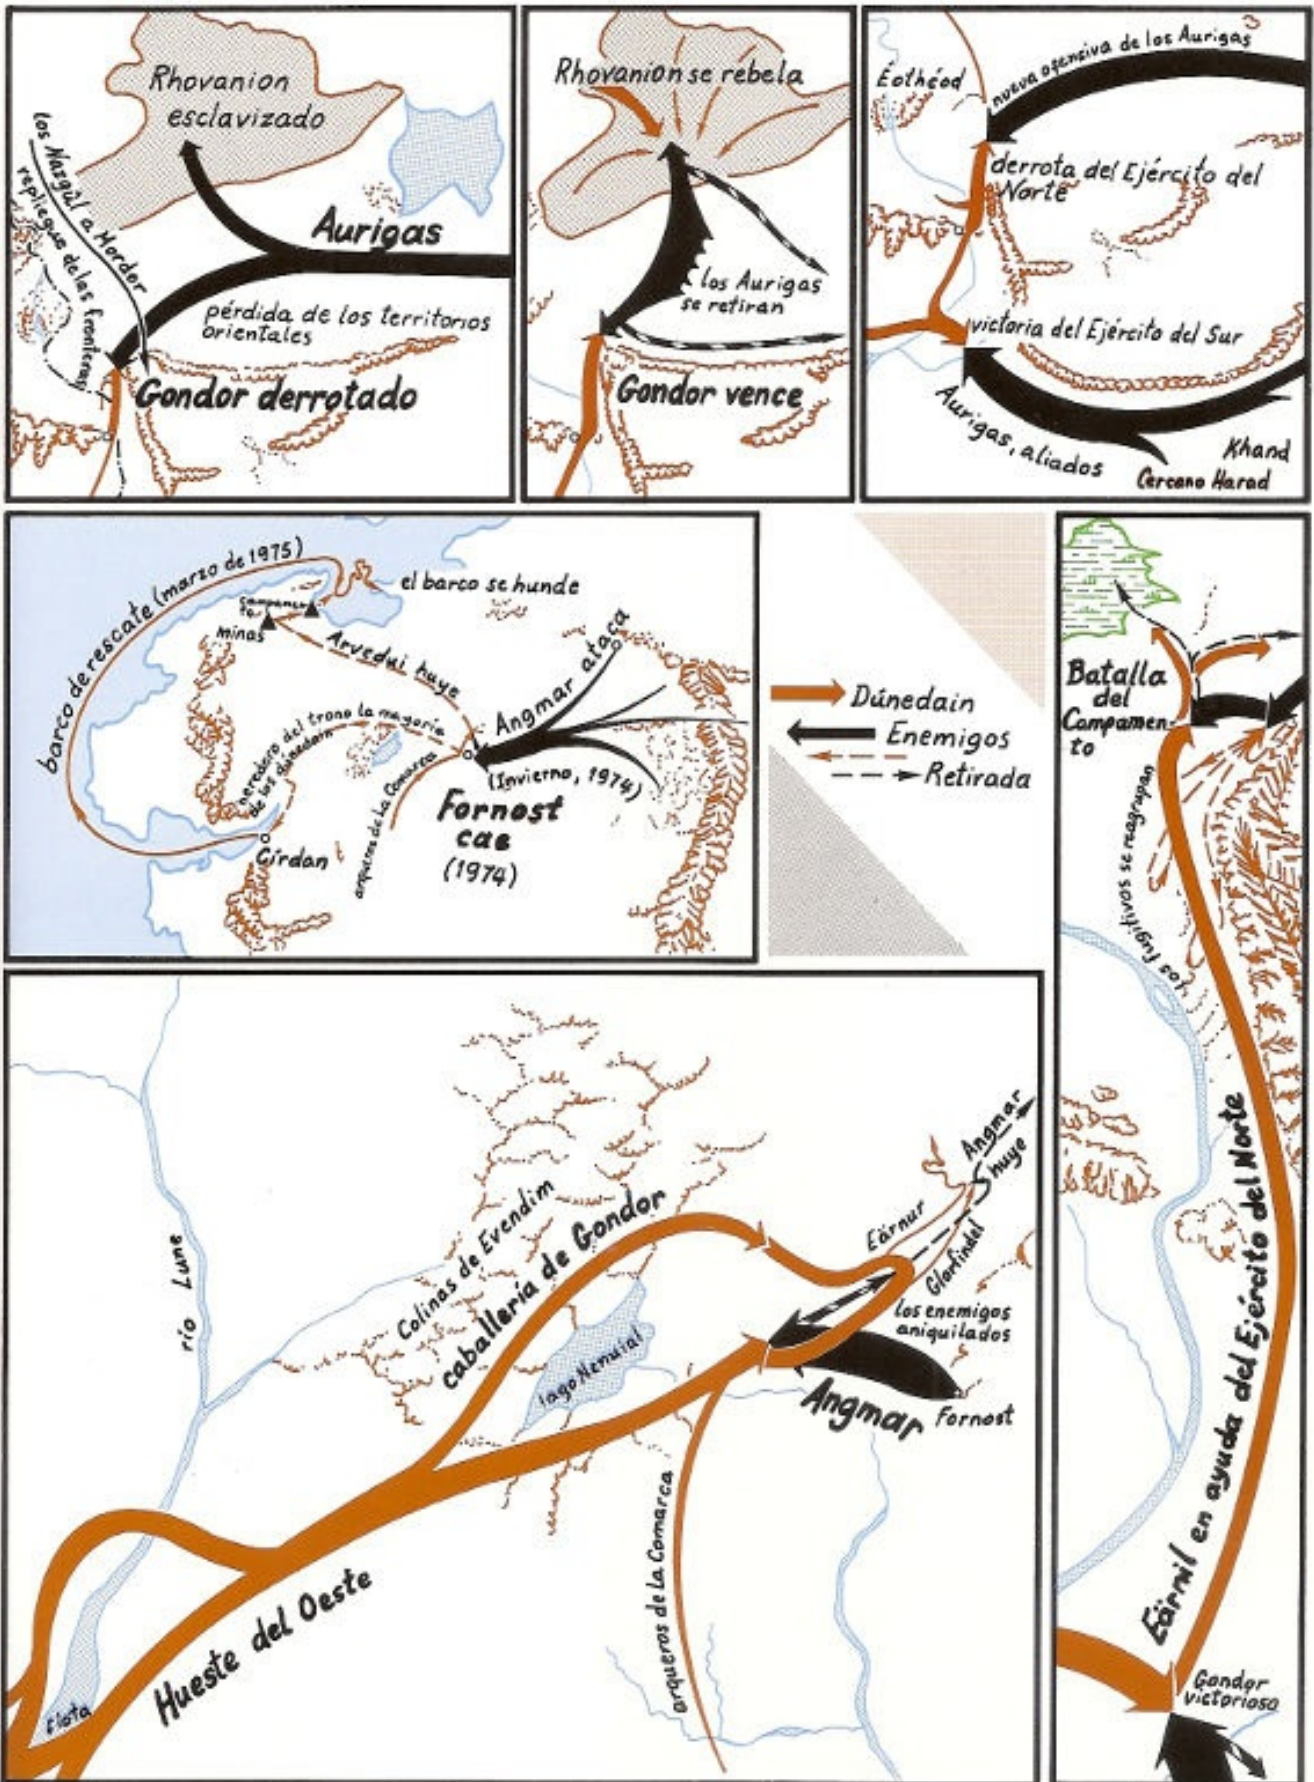 Rhovanion
esclavizado
los Nazgûl a Mordor
repliegue de las fronteras
Aurigas
pérdida de los territorios
orientales
Gondor derrotado
Rhovanion se rebela
los Aurigas
se retiran
Gondor vence
nueva ofensiva de los Aurigas
Éothéod
derrota del Ejército del
Norte
victoria del Ejército del Sur
Aurigas, aliados
Khand
Cercano Harad
barco de rescate (marzo de 1975)
el barco se hunde
Campamen-
to
minas
Arvedui huye
Angmar ataca
heredero del trono la mayoría
de los dúnedain
arqueros de la Comarca
(Invierno, 1974)
Fornost
cae
(1974)
Círdan
Dúnedain
Enemigos
Retirada
Batalla
del
Campamen-
to
los fugitivos se reagrupan
Eärnil en ayuda del Ejército del Norte
Gondor
victorioso
río Lune
Colinas de Evendim
caballería de Gondor
lago Nenuial
Eärnur
Angmar
huye
Glorfindel
los enemigos
aniquilados
Angmar
Fornost
arqueros de la Comarca
Hueste del Oeste
flota